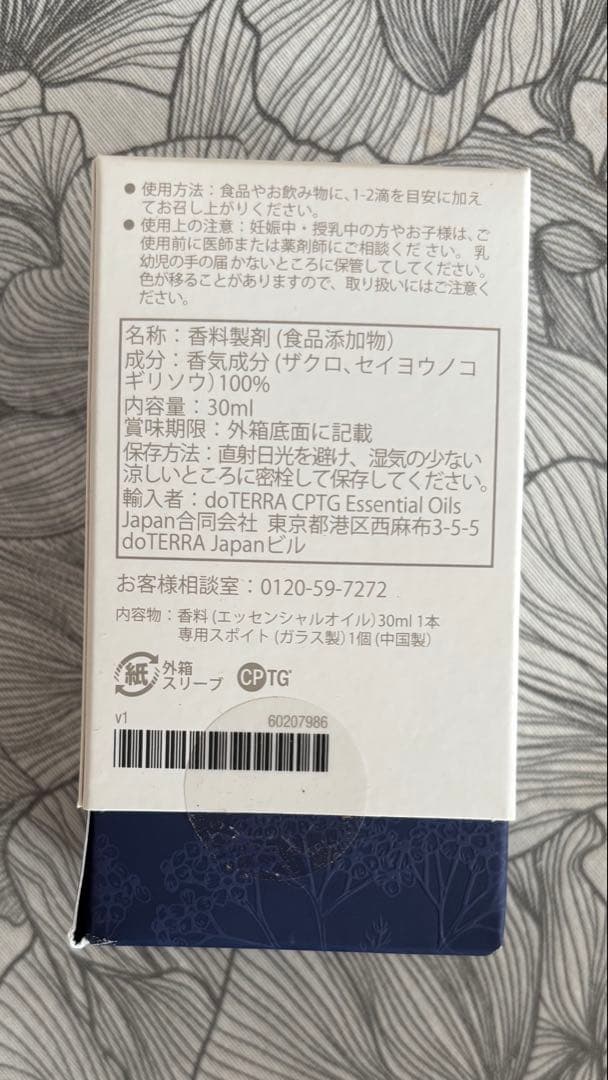 ● 使用方法：食品やお飲み物に、1-2滴を目安に加え
てお召し上がりください。
● 使用上の注意：妊娠中・授乳中の方やお子様は、ご
使用前に医師または薬剤師にご相談くだ さい。 乳
幼児の手の届 かないところに保管してしてください。
色が移ることがありますので、取り扱いにはご注意く
ださい。
名称：香料製剤 (食品添加物)
成分：香気成分 (ザクロ、セイヨウノコ
ギリソウ) 100%
内容量：30ml
賞味期限：外箱底面に記載
保存方法：直射日光を避け、湿気の少ない
涼しいところに密栓して保存してください。
輸入者：doTERRA CPTG Essential Oils
Japan合同会社 東京都港区西麻布3-5-5
doTERRA Japanビル
お客様相談室：0120-59-7272
内容物：香料 (エッセンシャルオイル) 30ml 1本
専用スポイト (ガラス製) 1個 (中国製)
紙 外箱
スリーブ
CPTG
v1 60207986